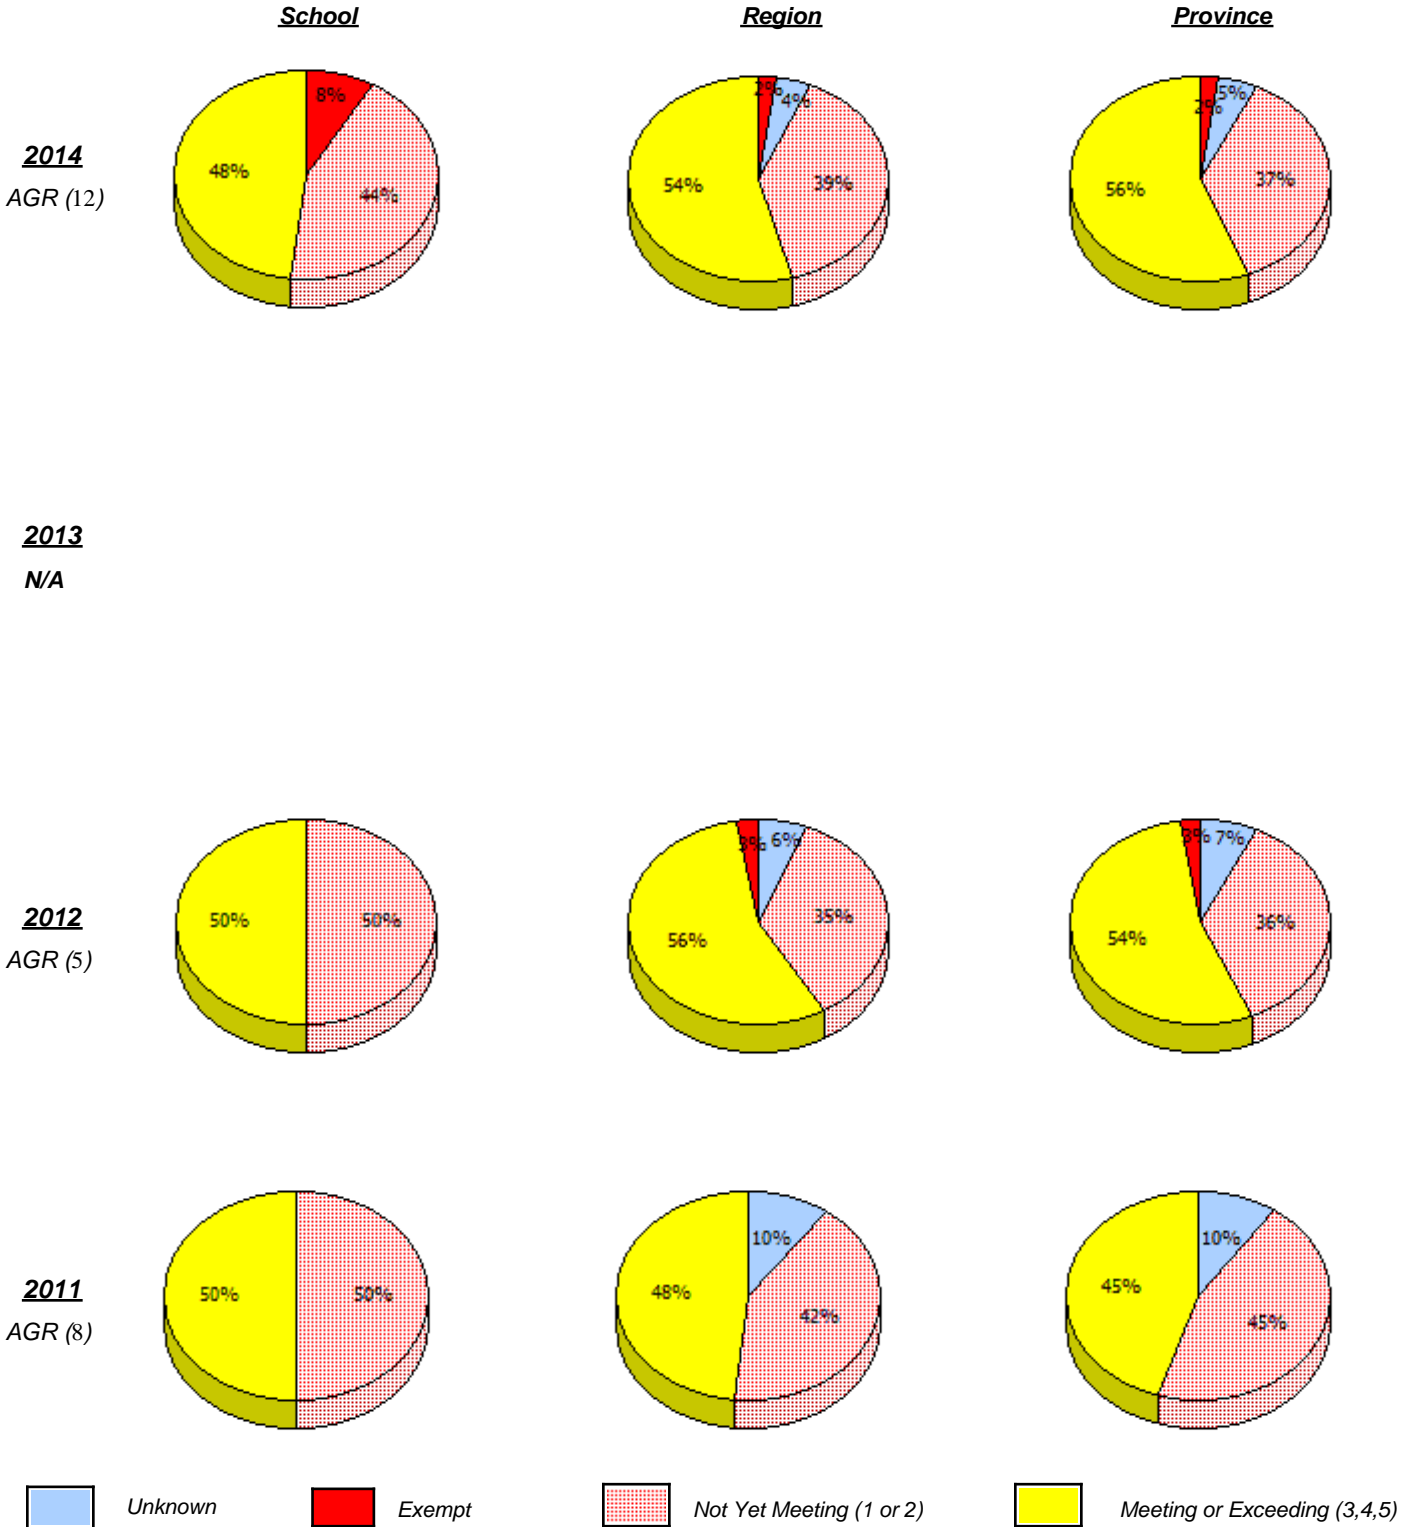 School Region Province
8% 48% 44%
2% 4% 54% 39%
2% 5% 56% 37%
2014
AGR (12)
2013
N/A
50% 50%
3% 6% 56% 35%
3% 7% 54% 36%
2012
AGR (5)
50% 50%
10% 48% 42%
10% 45% 45%
2011
AGR (8)
Unknown Exempt Not Yet Meeting (1 or 2) Meeting or Exceeding (3,4,5)